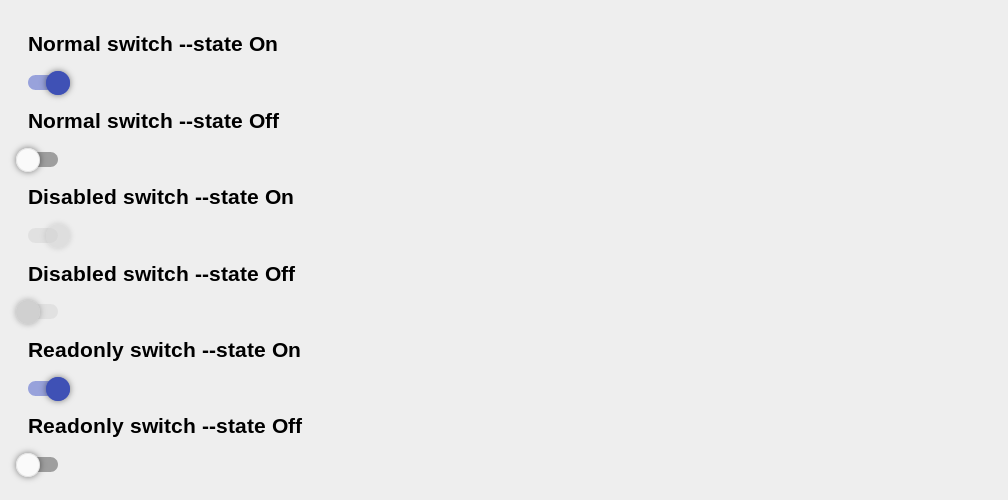 Normal switch --state On
Normal switch --state Off
Disabled switch --state On
Disabled switch --state Off
Readonly switch --state On
Readonly switch --state Off